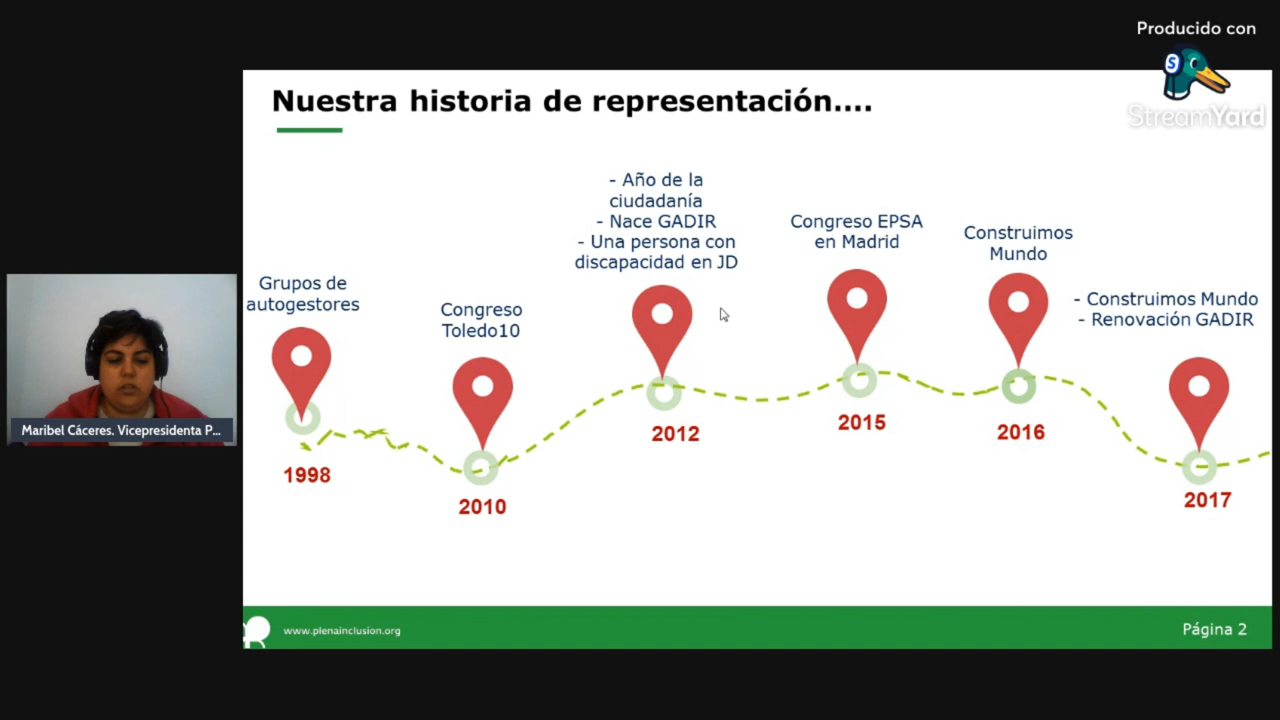 Producido con
StreamYard
Nuestra historia de representación....
- Año de la
ciudadanía
- Nace GADIR
- Una persona con
discapacidad en JD
Congreso EPSA
en Madrid
Construimos
Mundo
Grupos de
autogestores
Congreso
Toledo10
- Construimos Mundo
- Renovación GADIR
1998
2010
2012
2015
2016
2017
Maribel Cáceres. Vicepresidenta P...
www.plenainclusion.org
Página 2